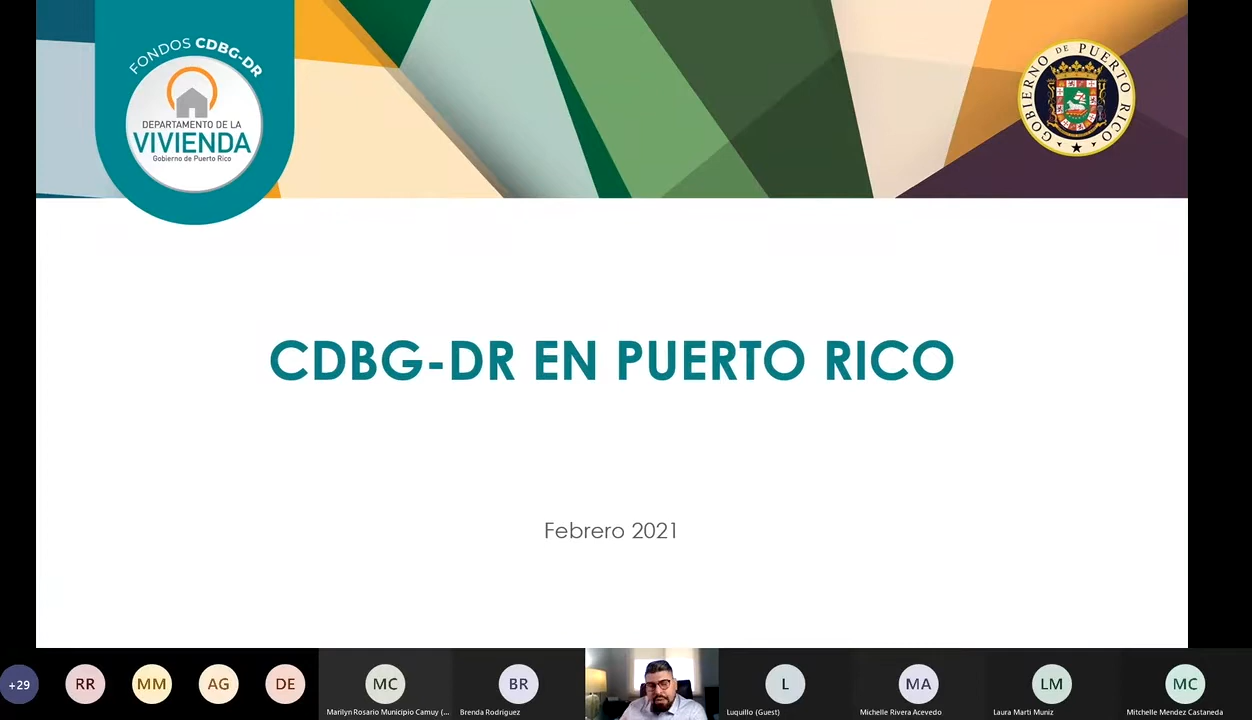 FONDOS CDBG-DR
DEPARTAMENTO DE LA
VIVIENDA
Gobierno de Puerto Rico
GOBIERNO DE PUERTO RICO
CDBG-DR EN PUERTO RICO
Febrero 2021
+29
RR
MM
AG
DE
MC
BR
L
MA
LM
MC
Marilyn Rosario Municipio Camuy (...
Brenda Rodriguez
Luquillo (Guest)
Michelle Rivera Acevedo
Laura Marti Muniz
Mitchelle Mendez Castaneda